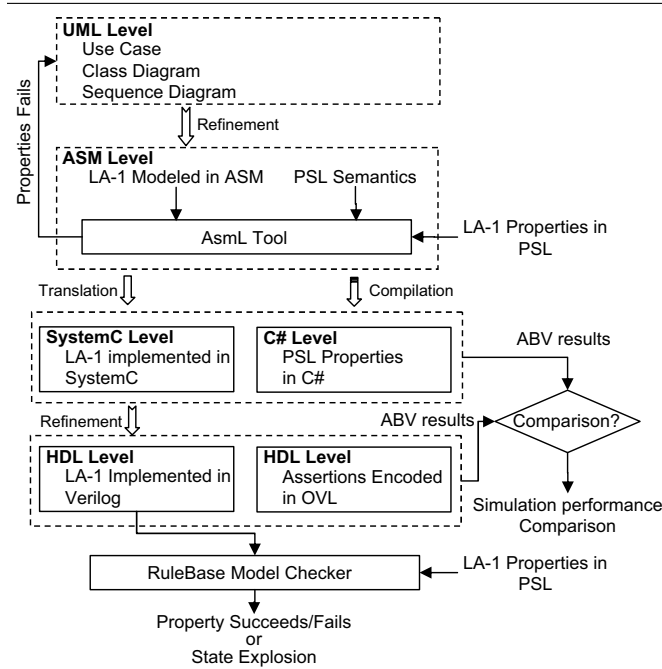 UML Level
Use Case
Class Diagram
Sequence Diagram
Properties Fails
Refinement
ASM Level
LA-1 Modeled in ASM
PSL Semantics
AsmL Tool
LA-1 Properties in
PSL
Translation
Compilation
SystemC Level
LA-1 implemented in
SystemC
C# Level
PSL Properties
in C#
ABV results
Refinement
ABV results
Comparison?
HDL Level
LA-1 Implemented in
Verilog
HDL Level
Assertions Encoded
in OVL
Simulation performance
Comparison
RuleBase Model Checker
LA-1 Properties in
PSL
Property Succeeds/Fails
or
State Explosion